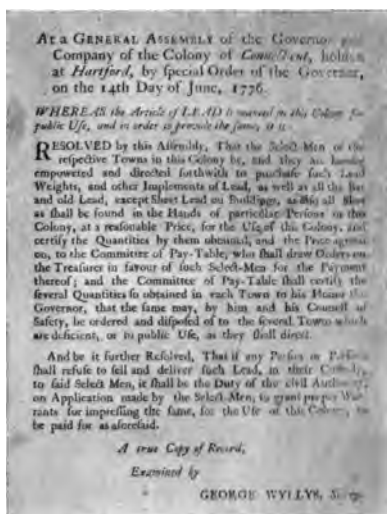 At a GENERAL ASSEMBLY of the Governor and
Company of the Colony of Connecticut, holden
at Hartford, by special Order of the Governor,
on the 14th Day of June, 1776.
WHEREAS the Article of LEAD is wanted in this Colony for
public Use, and in order to provide the same, it is
RESOLVED by this Assembly, That the Select-Men of the
respective Towns in this Colony be, and they are hereby
empowered and directed forthwith to purchase such Lead
Weights, and other Implements of Lead, as well as all the Bar
and old Lead, except Sheet Lead on Buildings, as also all Shot
as shall be found in the Hands of particular Persons in this
Colony, at a reasonable Price, for the Use of this Colony, and
certify the Quantities by them obtained, and the Price agreed
on, to the Committee of Pay-Table, who shall draw Orders on
the Treasurer in favour of such Select-Men for the Payment
thereof; and the Committee of Pay-Table shall certify the
several Quantities so obtained in each Town to his Honor the
Governor, that the same may, by him and his Council of
Safety, be ordered and disposed of to the several Towns which
are deficient, or to public Use, as they shall direct.
And be it further Resolved, That if any Person or Persons
shall refuse to sell and deliver such Lead, in their Custody,
to said Select Men, it shall be the Duty of the civil Authority,
on Application made by the Select-Men, to grant proper War-
rants for impressing the same, for the Use of this Colony, to
be paid for as aforesaid.
A true Copy of Record,
Examined by
GEORGE WYLLYS,